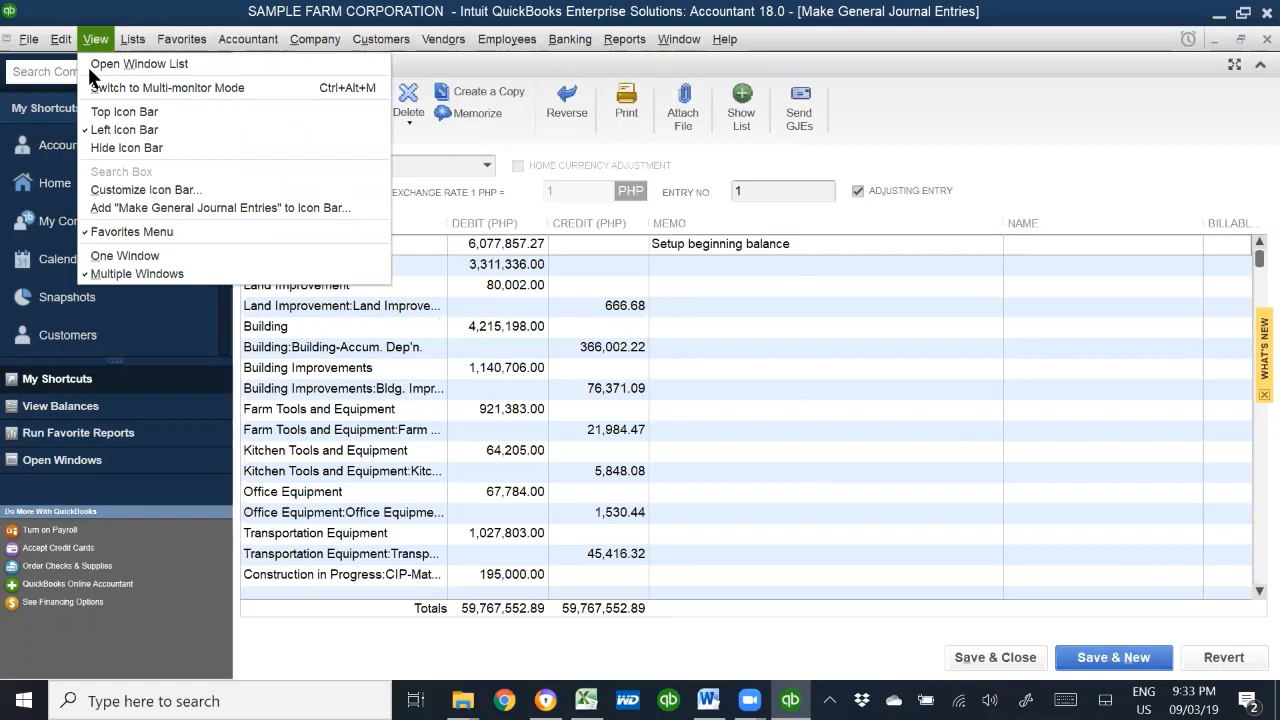 SAMPLE FARM CORPORATION - Intuit QuickBooks Enterprise Solutions: Accountant 18.0 - [Make General Journal Entries]
File Edit View Lists Favorites Accountant Company Customers Vendors Employees Banking Reports Window Help
Search Com
Open Window List
Switch to Multi-monitor Mode Ctrl+Alt+M
Top Icon Bar
Left Icon Bar
Hide Icon Bar
Search Box
Customize Icon Bar...
Add "Make General Journal Entries" to Icon Bar...
Favorites Menu
One Window
Multiple Windows
Delete
Create a Copy
Memorize
Reverse
Print
Attach
File
Show
List
Send
GJEs
HOME CURRENCY ADJUSTMENT
EXCHANGE RATE 1 PHP = 1 PHP ENTRY NO. 1 ADJUSTING ENTRY
My Shortcu
Accou
Home
My Co
Calend
Snapshots
Customers
My Shortcuts
View Balances
Run Favorite Reports
Open Windows
Do More With QuickBooks
Turn on Payroll
Accept Credit Cards
Order Checks & Supplies
QuickBooks Online Accountant
See Financing Options
DEBIT (PHP) CREDIT (PHP) MEMO NAME BILLABL...
6,077,857.27 Setup beginning balance
3,311,336.00
Land Improvement 80,002.00
Land Improvement:Land Improve... 666.68
Building 4,215,198.00
Building:Building-Accum. Dep'n. 366,002.22
Building Improvements 1,140,706.00
Building Improvements:Bldg. Impr... 76,371.09
Farm Tools and Equipment 921,383.00
Farm Tools and Equipment:Farm ... 21,984.47
Kitchen Tools and Equipment 64,205.00
Kitchen Tools and Equipment:Kitc... 5,848.08
Office Equipment 67,784.00
Office Equipment:Office Equipme... 1,530.44
Transportation Equipment 1,027,803.00
Transportation Equipment:Transp... 45,416.32
Construction in Progress:CIP-Mat... 195,000.00
Totals 59,767,552.89 59,767,552.89
WHAT'S NEW
Save & Close Save & New Revert
Type here to search
ENG
US
9:33 PM
09/03/19
2